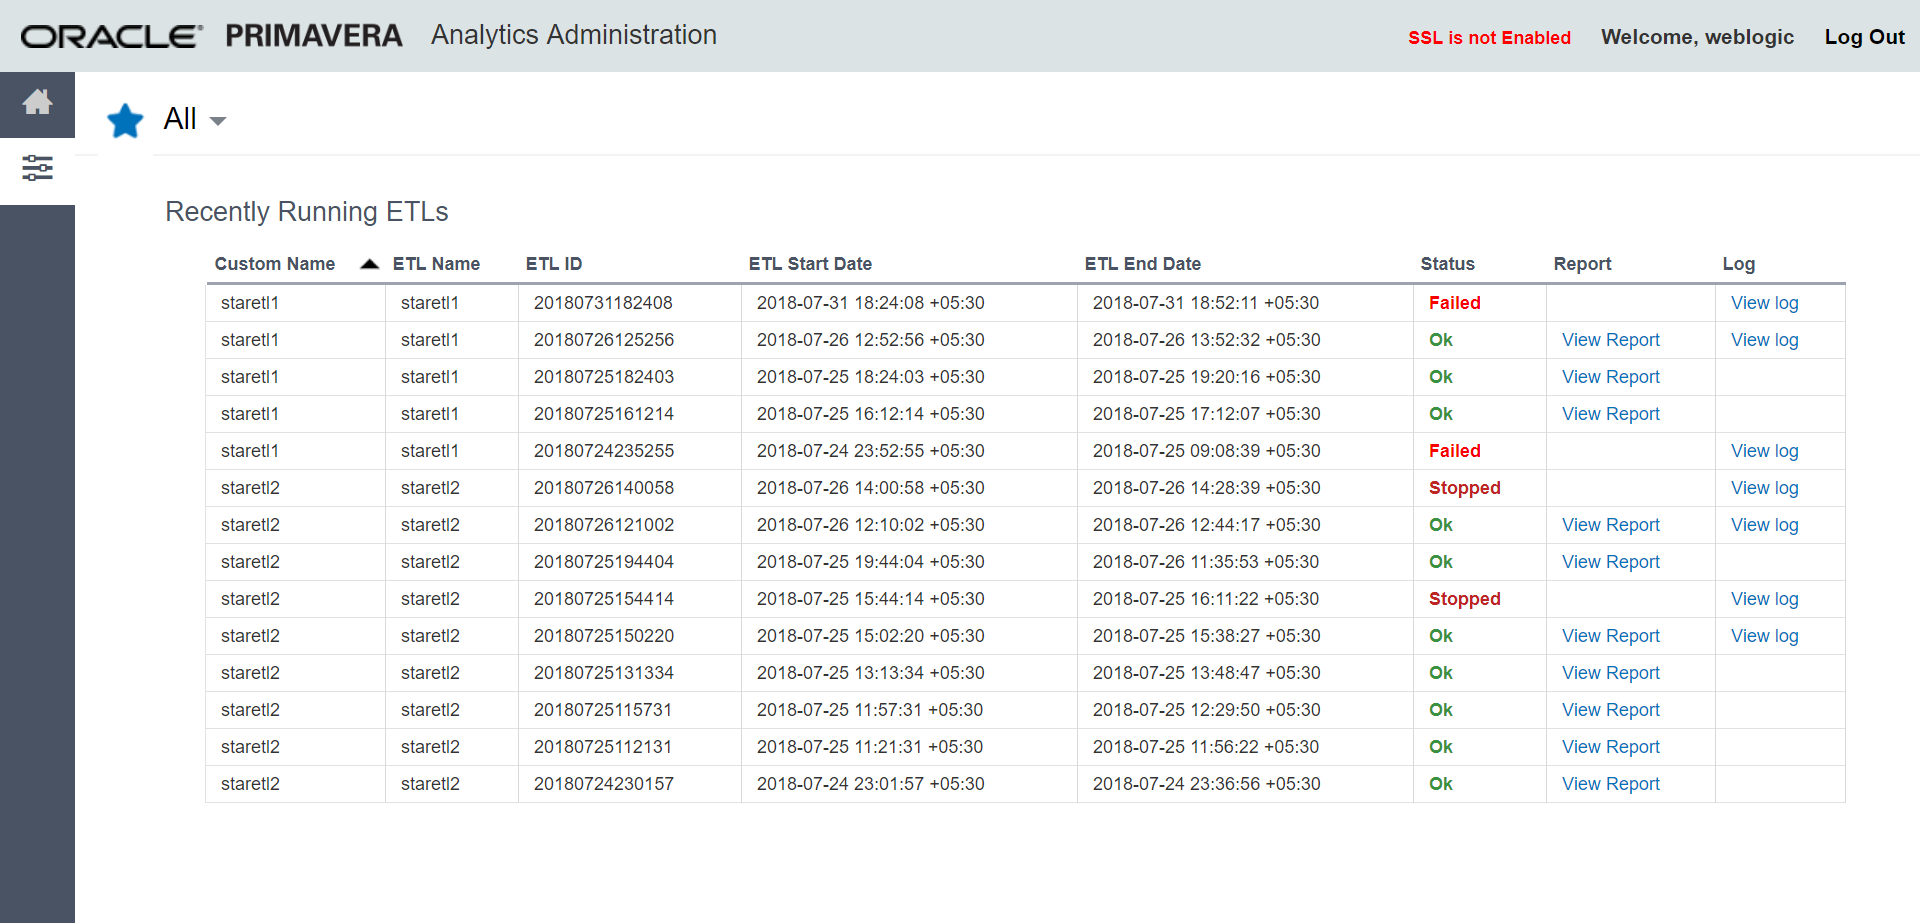 ORACLE® PRIMAVERA Analytics Administration SSL is not Enabled Welcome, weblogic Log Out
All
Recently Running ETLs
Custom Name ETL Name ETL ID ETL Start Date ETL End Date Status Report Log
staretl1 staretl1 20180731182408 2018-07-31 18:24:08 +05:30 2018-07-31 18:52:11 +05:30 Failed View log
staretl1 staretl1 20180726125256 2018-07-26 12:52:56 +05:30 2018-07-26 13:52:32 +05:30 Ok View Report View log
staretl1 staretl1 20180725182403 2018-07-25 18:24:03 +05:30 2018-07-25 19:20:16 +05:30 Ok View Report
staretl1 staretl1 20180725161214 2018-07-25 16:12:14 +05:30 2018-07-25 17:12:07 +05:30 Ok View Report
staretl1 staretl1 20180724235255 2018-07-24 23:52:55 +05:30 2018-07-25 09:08:39 +05:30 Failed View log
staretl2 staretl2 20180726140058 2018-07-26 14:00:58 +05:30 2018-07-26 14:28:39 +05:30 Stopped View log
staretl2 staretl2 20180726121002 2018-07-26 12:10:02 +05:30 2018-07-26 12:44:17 +05:30 Ok View Report View log
staretl2 staretl2 20180725194404 2018-07-25 19:44:04 +05:30 2018-07-26 11:35:53 +05:30 Ok View Report
staretl2 staretl2 20180725154414 2018-07-25 15:44:14 +05:30 2018-07-25 16:11:22 +05:30 Stopped View log
staretl2 staretl2 20180725150220 2018-07-25 15:02:20 +05:30 2018-07-25 15:38:27 +05:30 Ok View Report View log
staretl2 staretl2 20180725131334 2018-07-25 13:13:34 +05:30 2018-07-25 13:48:47 +05:30 Ok View Report
staretl2 staretl2 20180725115731 2018-07-25 11:57:31 +05:30 2018-07-25 12:29:50 +05:30 Ok View Report
staretl2 staretl2 20180725112131 2018-07-25 11:21:31 +05:30 2018-07-25 11:56:22 +05:30 Ok View Report
staretl2 staretl2 20180724230157 2018-07-24 23:01:57 +05:30 2018-07-24 23:36:56 +05:30 Ok View Report